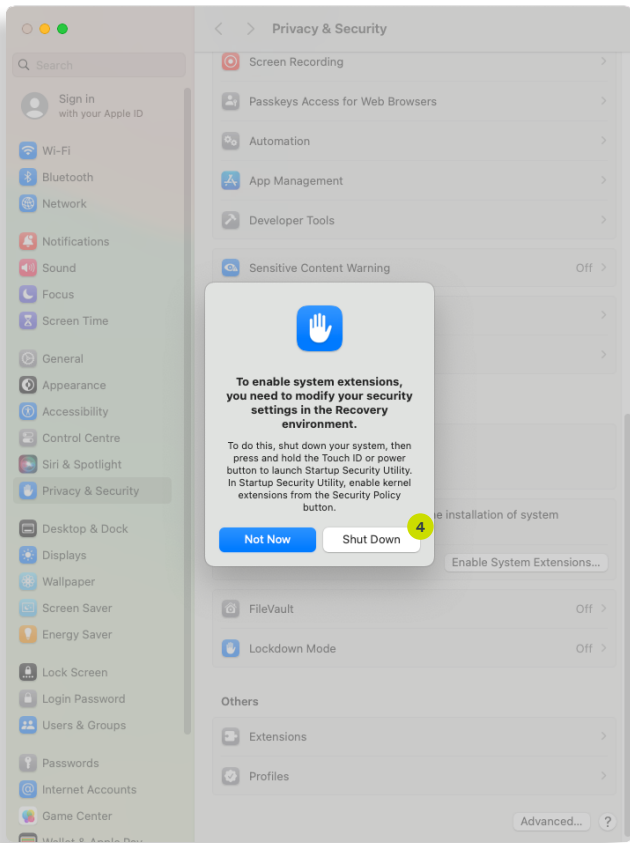 Privacy & Security
Search
Sign in
with your Apple ID
Wi-Fi
Bluetooth
Network
Notifications
Sound
Focus
Screen Time
General
Appearance
Accessibility
Control Centre
Siri & Spotlight
Privacy & Security
Desktop & Dock
Displays
Wallpaper
Screen Saver
Energy Saver
Lock Screen
Login Password
Users & Groups
Passwords
Internet Accounts
Game Center
Wallet & Apple Pay
Screen Recording
Passkeys Access for Web Browsers
Automation
App Management
Developer Tools
Sensitive Content Warning Off
To enable system extensions,
you need to modify your security
settings in the Recovery
environment.
To do this, shut down your system, then
press and hold the Touch ID or power
button to launch Startup Security Utility.
In Startup Security Utility, enable kernel
extensions from the Security Policy
button.
4
Not Now Shut Down
installation of system
Enable System Extensions...
FileVault Off
Lockdown Mode Off
Others
Extensions
Profiles
Advanced... ?